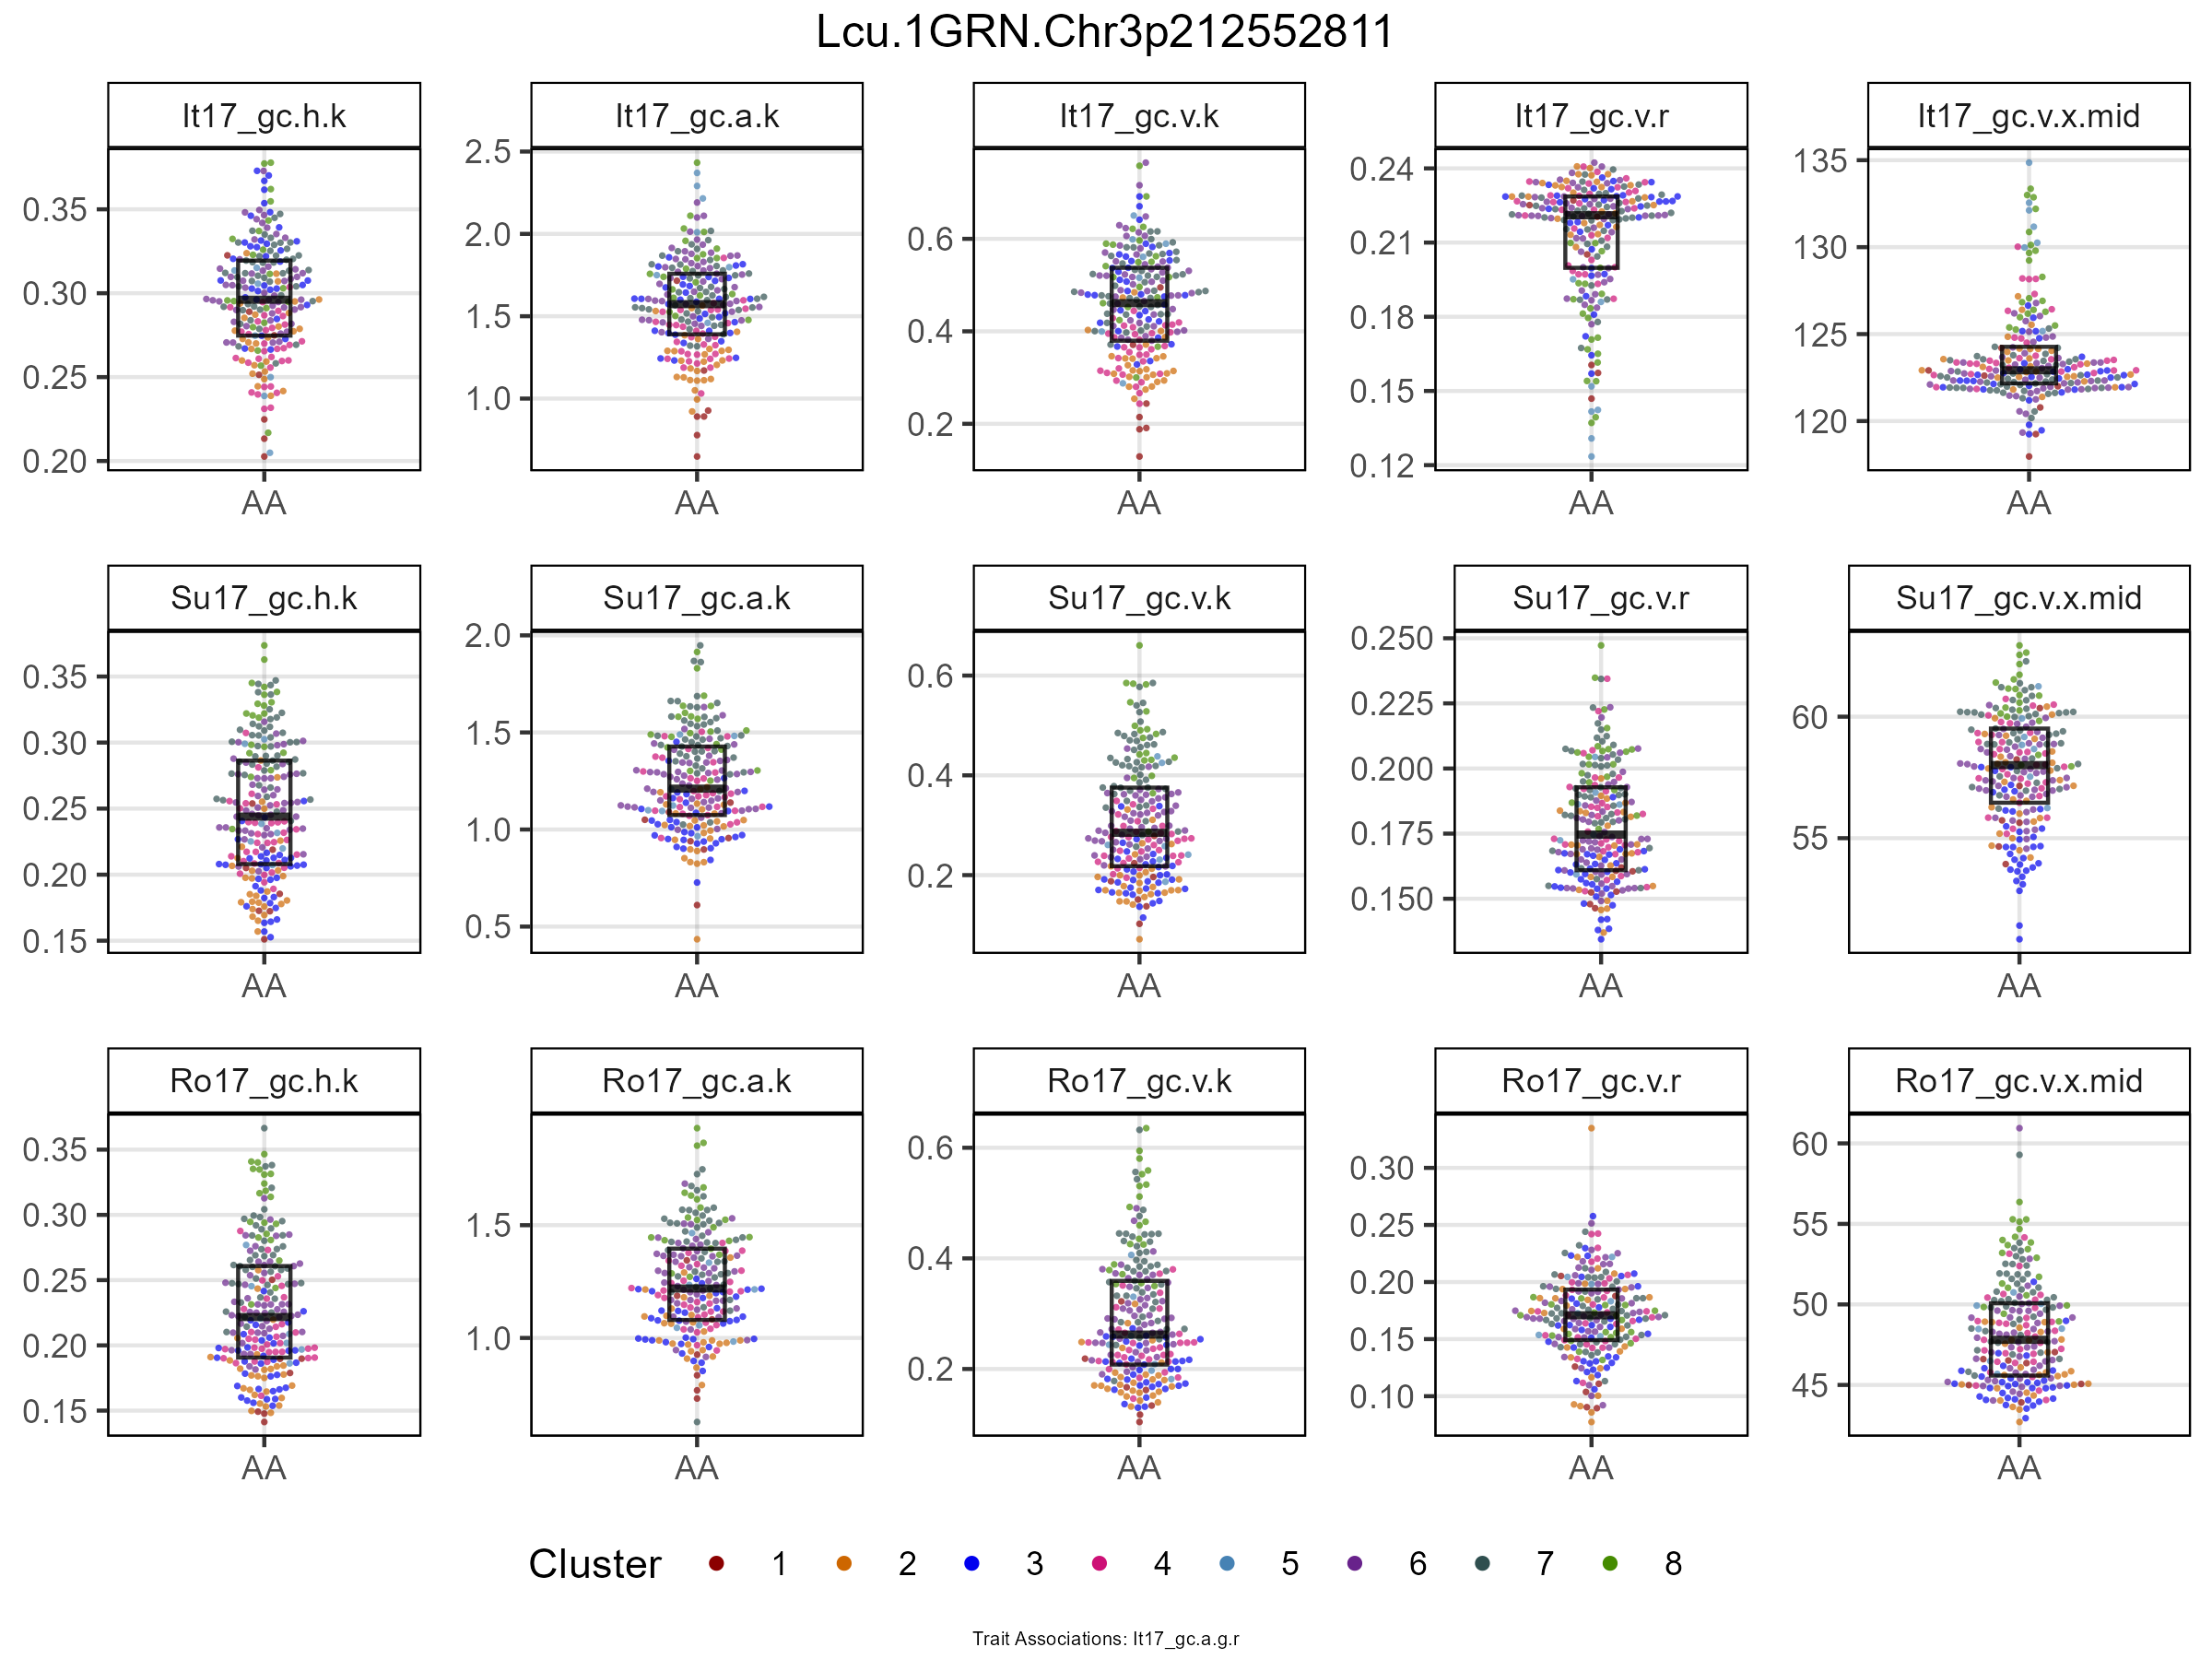 Lcu.1GRN.Chr3p212552811
It17_gc.h.k It17_gc.a.k It17_gc.v.k It17_gc.v.r It17_gc.v.x.mid
0.35 0.30 0.25 0.20
2.5 2.0 1.5 1.0
0.6 0.4 0.2
0.24 0.21 0.18 0.15 0.12
135 130 125 120
AA AA AA AA AA
Su17_gc.h.k Su17_gc.a.k Su17_gc.v.k Su17_gc.v.r Su17_gc.v.x.mid
0.35 0.30 0.25 0.20 0.15
2.0 1.5 1.0 0.5
0.6 0.4 0.2
0.250 0.225 0.200 0.175 0.150
60 55
AA AA AA AA AA
Ro17_gc.h.k Ro17_gc.a.k Ro17_gc.v.k Ro17_gc.v.r Ro17_gc.v.x.mid
0.35 0.30 0.25 0.20 0.15
1.5 1.0
0.6 0.4 0.2
0.30 0.25 0.20 0.15 0.10
60 55 50 45
AA AA AA AA AA
Cluster 1 2 3 4 5 6 7 8
Trait Associations: It17_gc.a.g.r